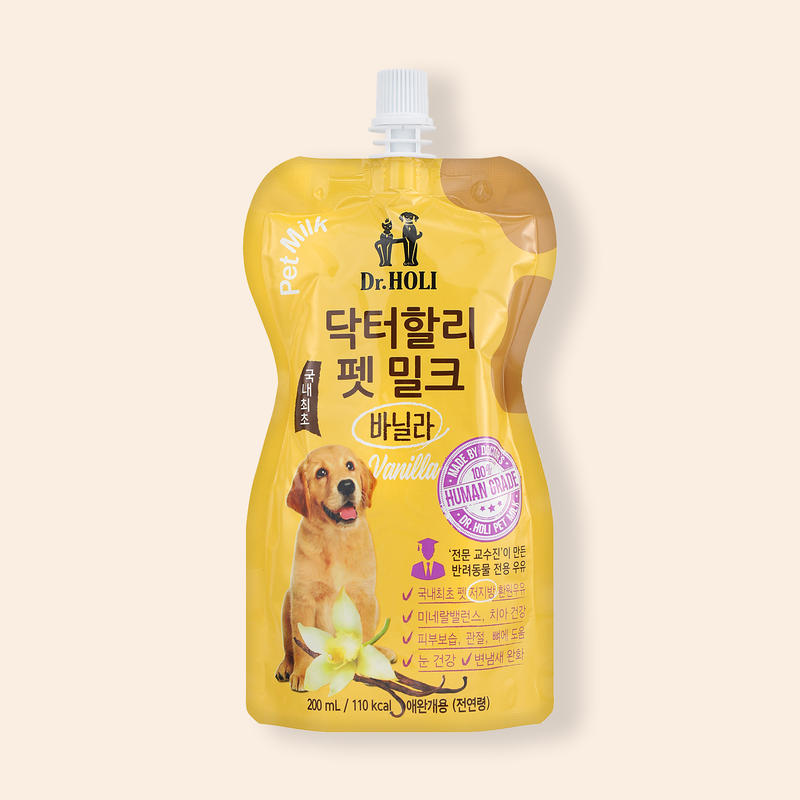 Pet Milk
Dr.HOLI
닥터할리
펫 밀크
국내최초
바닐라
Vanilla
MADE BY DOCTORS
100%
HUMAN GRADE
DR. HOLI PET MILK
'전문 교수진'이 만든
반려동물 전용 우유
국내최초 펫 저지방 환원우유
미네랄밸런스, 치아 건강
피부보습, 관절, 뼈에 도움
눈 건강 변냄새 완화
200 mL / 110 kcal 애완개용 (전연령)